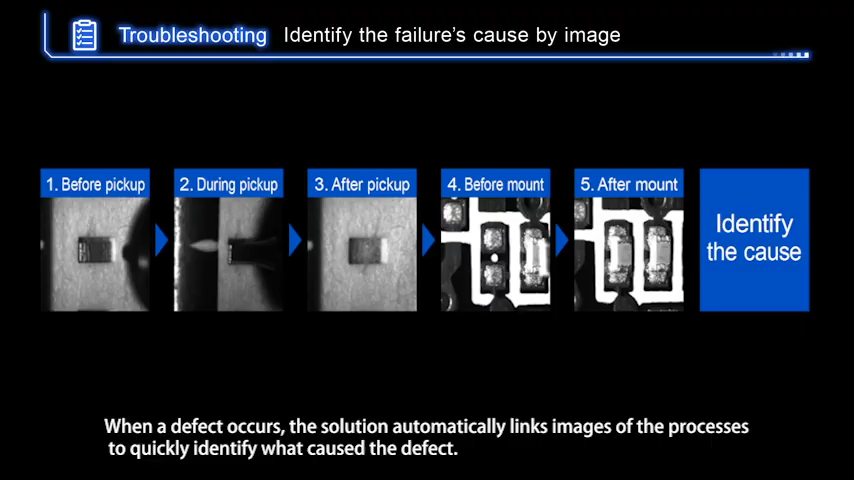 Troubleshooting Identify the failure's cause by image
1. Before pickup
2. During pickup
3. After pickup
4. Before mount
5. After mount
Identify
the cause
When a defect occurs, the solution automatically links images of the processes
to quickly identify what caused the defect.